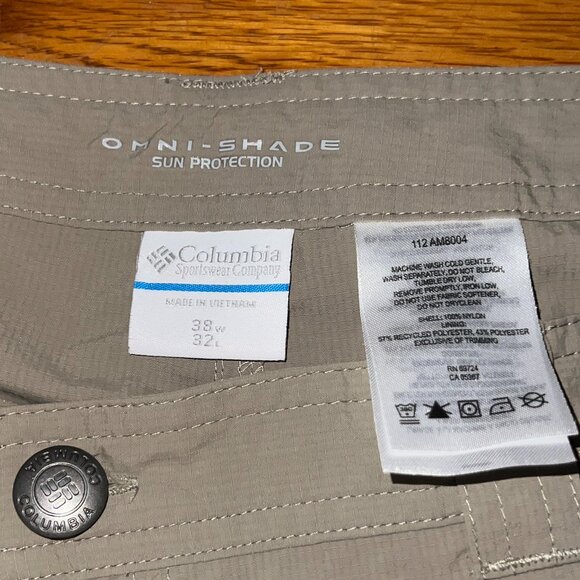 OMNI-SHADE
SUN PROTECTION
Columbia
Sportswear Company
MADE IN VIETNAM
38W
32L
112 AM8004
MACHINE WASH COLD GENTLE,
WASH SEPARATELY, DO NOT BLEACH,
TUMBLE DRY LOW,
REMOVE PROMPTLY, IRON LOW,
DO NOT USE FABRIC SOFTENER,
DO NOT DRYCLEAN
SHELL: 100% NYLON
LINING:
57% RECYCLED POLYESTER, 43% POLYESTER
EXCLUSIVE OF TRIMMING
RN 69724
CA 05367
COLUMBIA
COLUMBIA